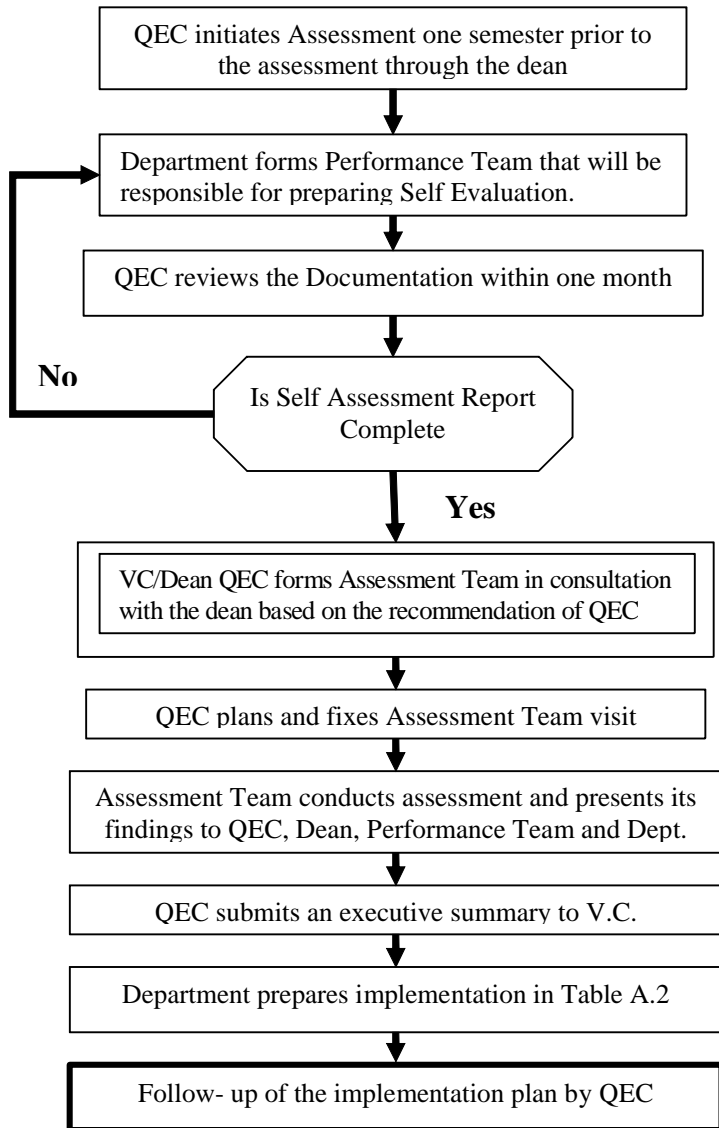 QEC initiates Assessment one semester prior to
the assessment through the dean
Department forms Performance Team that will be
responsible for preparing Self Evaluation.
QEC reviews the Documentation within one month
No
Is Self Assessment Report
Complete
Yes
VC/Dean QEC forms Assessment Team in consultation
with the dean based on the recommendation of QEC
QEC plans and fixes Assessment Team visit
Assessment Team conducts assessment and presents its
findings to QEC, Dean, Performance Team and Dept.
QEC submits an executive summary to V.C.
Department prepares implementation in Table A.2
Follow- up of the implementation plan by QEC